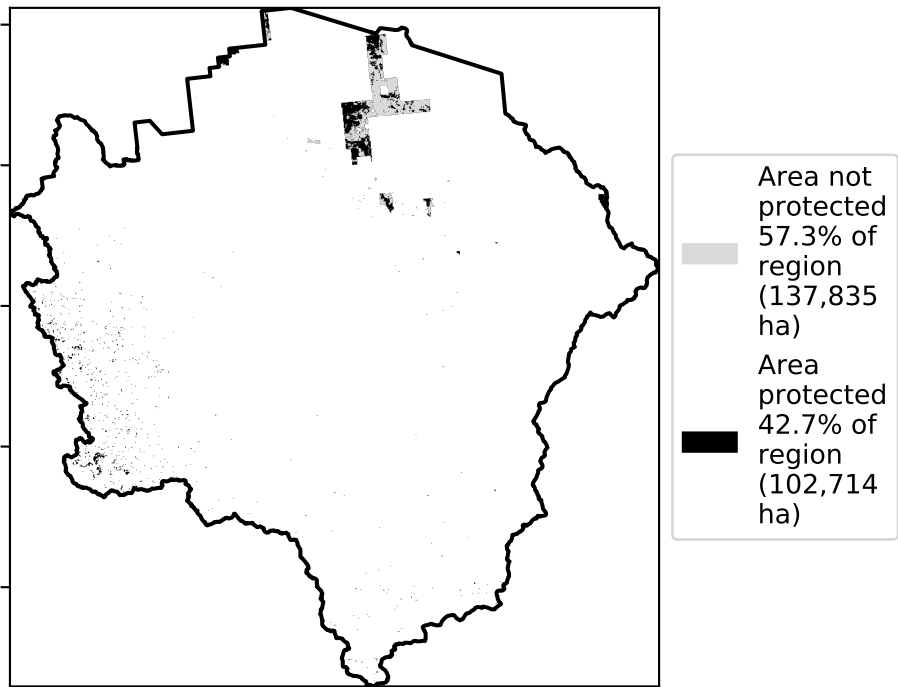 Area not
protected
57.3% of
region
(137,835
ha)
Area
protected
42.7% of
region
(102,714
ha)